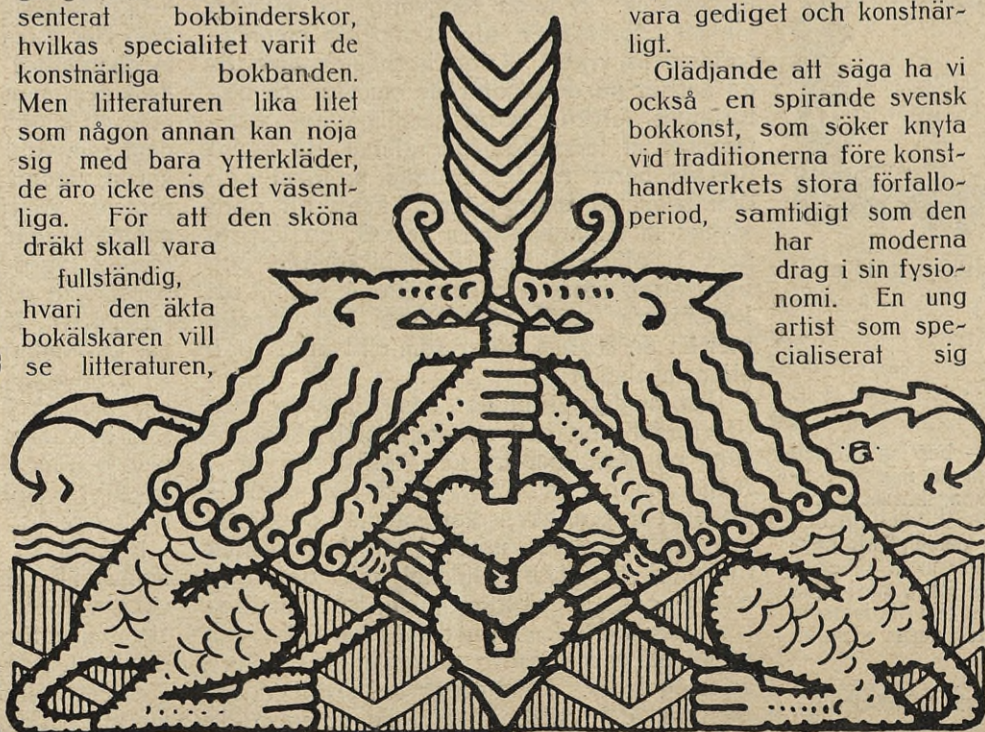 senterat bokbinderskor,
hvilkas specialitet varit de
konstnärliga bokbanden.
Men litteraturen lika litet
som någon annan kan nöja
sig med bara ytterkläder,
de äro icke ens det väsent-
liga. För att den sköna
dräkt skall vara
fullständig,
hvari den äkta
bokälskaren vill
se litteraturen,
vara gediget och konstnär-
ligt.
Glädjande att säga ha vi
också en spirande svensk
bokkonst, som söker knyta
vid traditionerna före konst-
handtverkets stora förfallo-
period, samtidigt som den
har moderna
drag i sin fysio-
nomi. En ung
artist som spe-
cialiserat sig